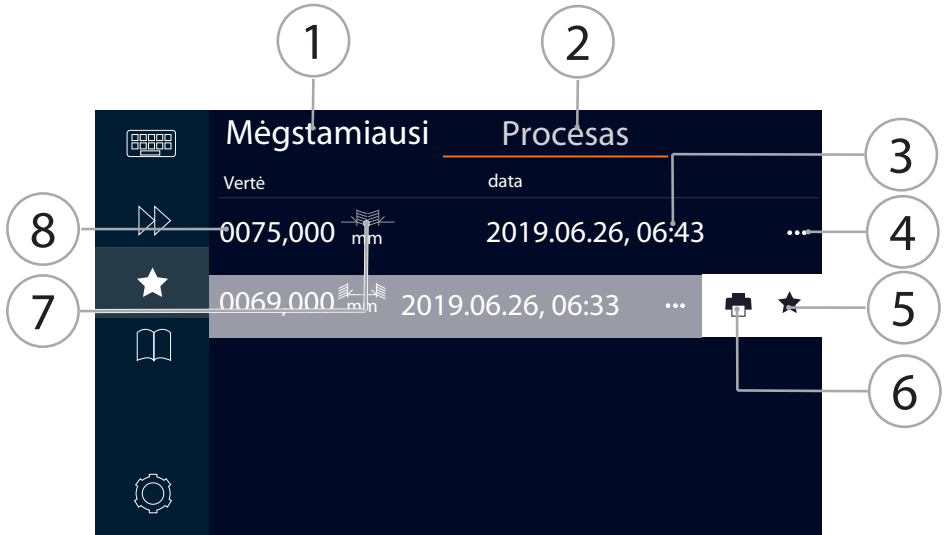 1 2
Mėgstamiausi Procesas
3
Vertė data
8 0075,000 mm 2019.06.26, 06:43 ... 4
7 0069,000 mm 2019.06.26, 06:33 ... 5
6